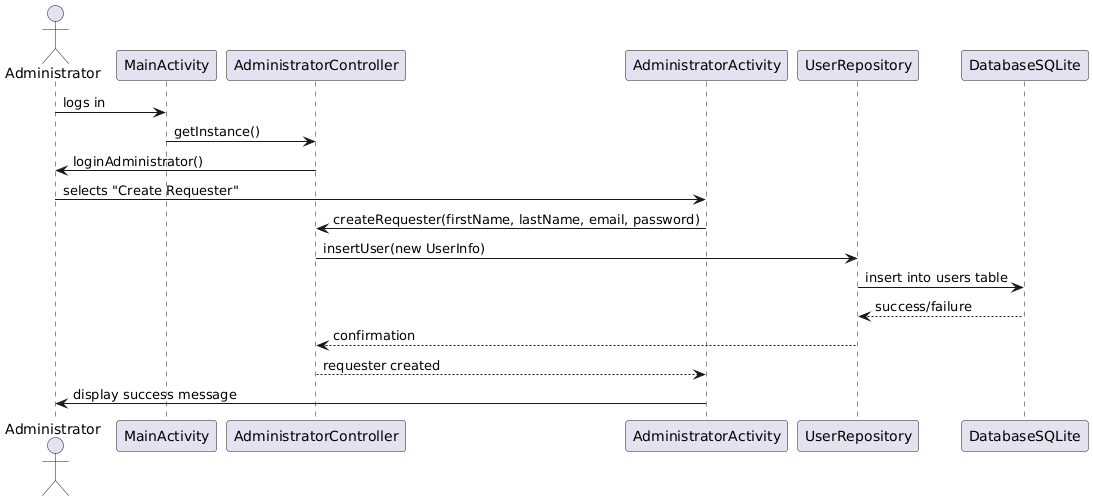 Administrator
MainActivity
AdministratorController
AdministratorActivity
UserRepository
DatabaseSQLite
logs in
getInstance()
loginAdministrator()
selects "Create Requester"
createRequester(firstName, lastName, email, password)
insertUser(new UserInfo)
insert into users table
success/failure
confirmation
requester created
display success message
Administrator
MainActivity
AdministratorController
AdministratorActivity
UserRepository
DatabaseSQLite